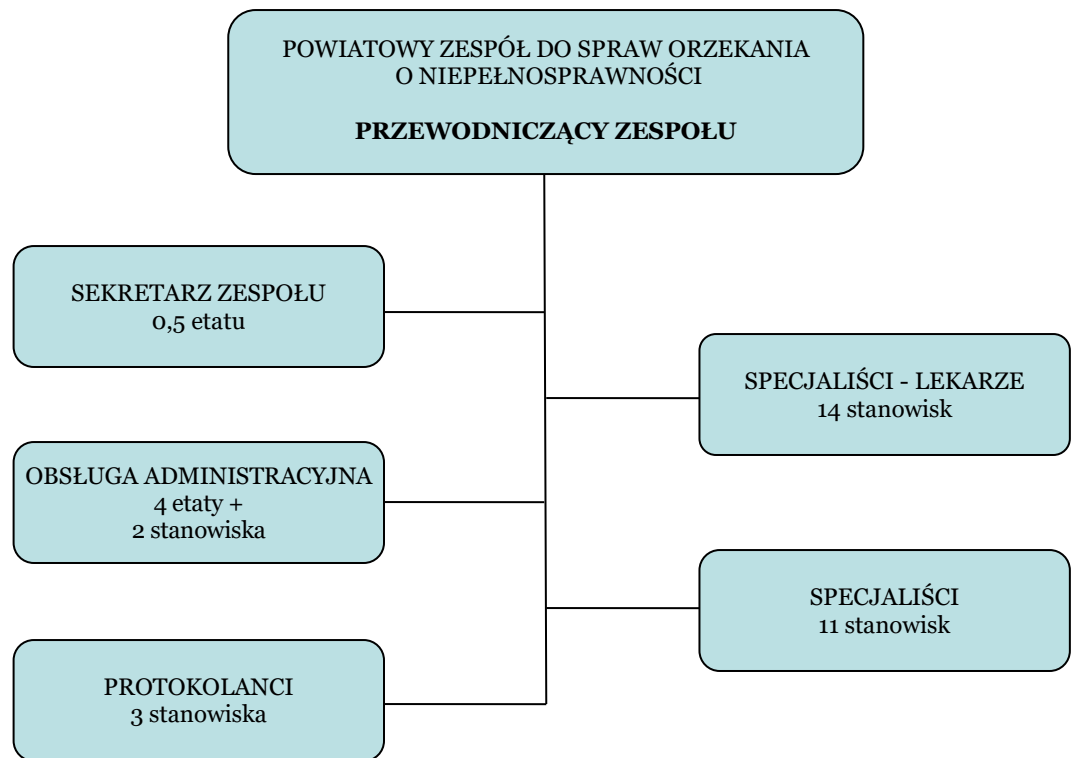 POWIATOWY ZESPÓŁ DO SPRAW ORZEKANIA
O NIEPEŁNOSPRAWNOŚCI
PRZEWODNICZĄCY ZESPOŁU
SEKRETARZ ZESPOŁU
0,5 etatu
SPECJALIŚCI - LEKARZE
14 stanowisk
OBSŁUGA ADMINISTRACYJNA
4 etaty +
2 stanowiska
SPECJALIŚCI
11 stanowisk
PROTOKOLANCI
3 stanowiska